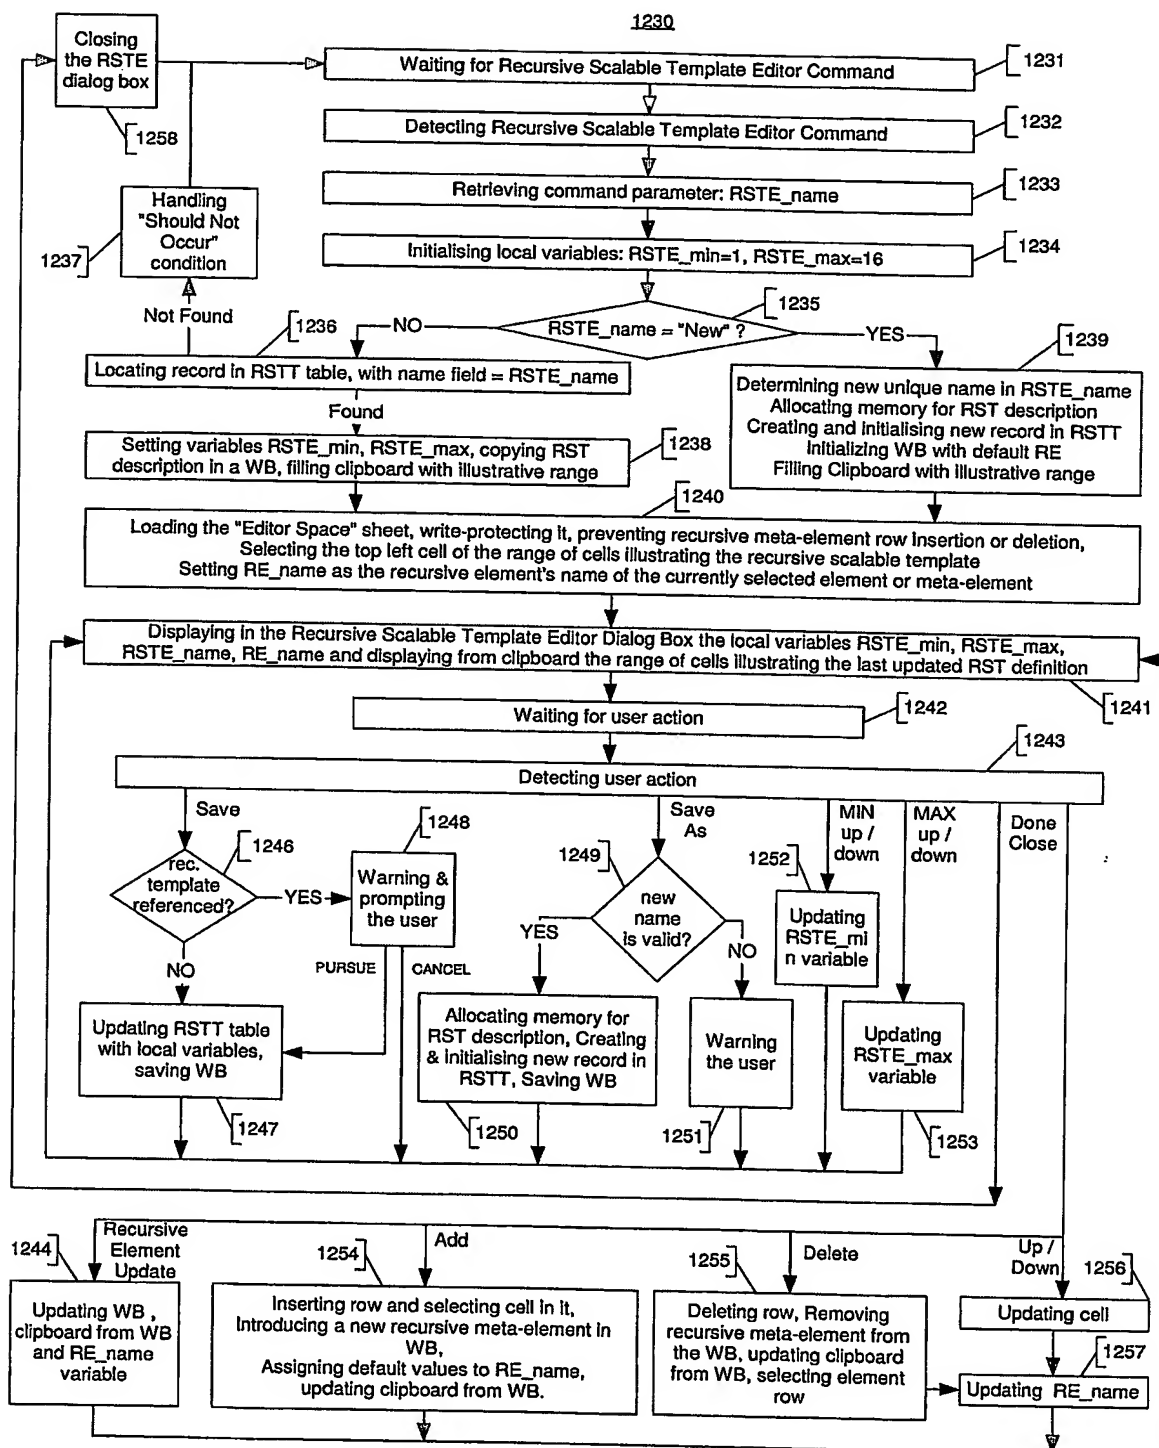 1230
Closing
the RSTE
dialog box
1258
Waiting for Recursive Scalable Template Editor Command
1231
Detecting Recursive Scalable Template Editor Command
1232
Retrieving command parameter: RSTE_name
1233
Handling
"Should Not
Occur"
condition
1237
Initialising local variables: RSTE_min=1, RSTE_max=16
1234
Not Found
1236
NO
RSTE_name = "New" ?
1235
YES
1239
Locating record in RSTT table, with name field = RSTE_name
Found
Determining new unique name in RSTE_name
Allocating memory for RST description
Creating and initialising new record in RSTT
Initializing WB with default RE
Filling Clipboard with illustrative range
Setting variables RSTE_min, RSTE_max, copying RST
description in a WB, filling clipboard with illustrative range
1238
1240
Loading the "Editor Space" sheet, write-protecting it, preventing recursive meta-element row insertion or deletion,
Selecting the top left cell of the range of cells illustrating the recursive scalable template
Setting RE_name as the recursive element's name of the currently selected element or meta-element
Displaying in the Recursive Scalable Template Editor Dialog Box the local variables RSTE_min, RSTE_max,
RSTE_name, RE_name and displaying from clipboard the range of cells illustrating the last updated RST definition
1241
Waiting for user action
1242
1243
Detecting user action
Save
1246
rec.
template
referenced?
YES
NO
1248
Warning &
prompting
the user
PURSUE
CANCEL
Updating RSTT table
with local variables,
saving WB
1247
Save
As
1249
new
name
is valid?
YES
NO
Allocating memory for
RST description, Creating
& Initialising new record in
RSTT, Saving WB
1250
Warning
the user
1251
MIN
up /
down
1252
Updating
RSTE_mi
n variable
MAX
up /
down
Updating
RSTE_max
variable
1253
Done
Close
Recursive
Element
Update
1244
Updating WB ,
clipboard from WB
and RE_name
variable
Add
1254
Inserting row and selecting cell in it,
Introducing a new recursive meta-element in
WB,
Assigning default values to RE_name,
updating clipboard from WB.
Delete
1255
Deleting row, Removing
recursive meta-element from
the WB, updating clipboard
from WB, selecting element
row
Up /
Down
1256
Updating cell
1257
Updating RE_name